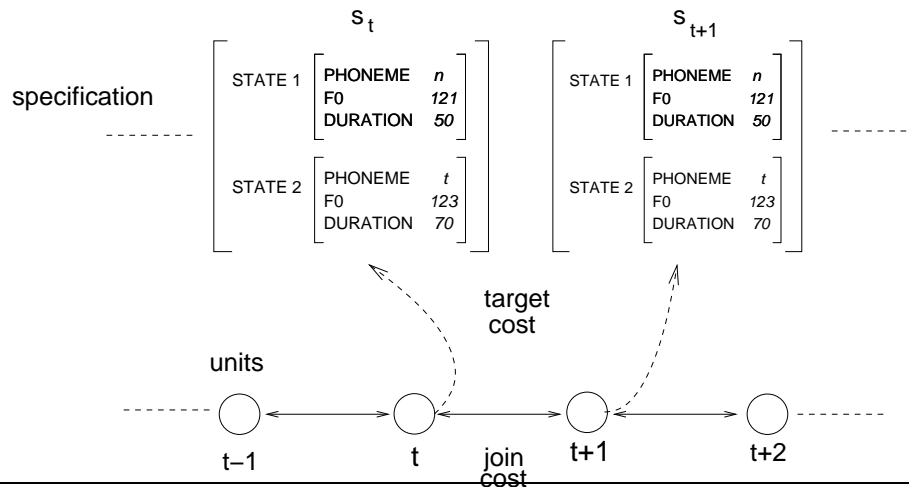 s t
s t+1
specification
STATE 1
PHONEME n
F0 121
DURATION 50
STATE 2
PHONEME t
F0 123
DURATION 70
STATE 1
PHONEME n
F0 121
DURATION 50
STATE 2
PHONEME t
F0 123
DURATION 70
target
cost
units
t−1
t
join
cost
t+1
t+2